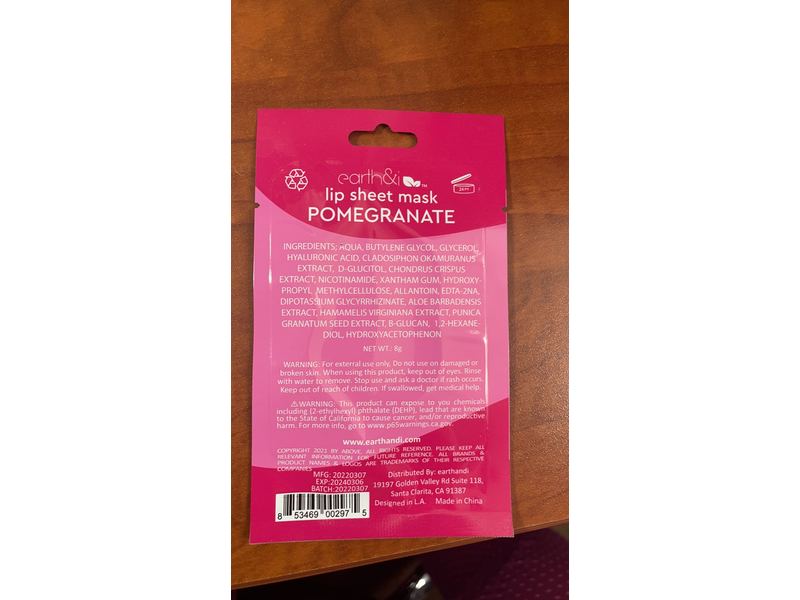 earth&i TM
24M
lip sheet mask
POMEGRANATE
INGREDIENTS: AQUA, BUTYLENE GLYCOL, GLYCEROL,
HYALURONIC ACID, CLADOSIPHON OKAMURANUS
EXTRACT, D-GLUCITOL, CHONDRUS CRISPUS
EXTRACT, NICOTINAMIDE, XANTHAM GUM, HYDROXY-
PROPYL METHYLCELLULOSE, ALLANTOIN, EDTA-2NA,
DIPOTASSIUM GLYCYRRHIZINATE, ALOE BARBADENSIS
EXTRACT, HAMAMELIS VIRGINIANA EXTRACT, PUNICA
GRANATUM SEED EXTRACT, B-GLUCAN, 1,2-HEXANE-
DIOL, HYDROXYACETOPHENON
NET WT. 8g
WARNING: For exterral use only, Do not use on damaged or
broken skin. When using this product, keep out of eyes. Rinse
with water to remove. Stop use and ask a doctor if rash occurs.
Keep out of reach of children. If swallowed, get medical help.
⚠WARNING: This product can expose to you chemicals
including (2-ethylhexyl) phthalate (DEHP), lead that are known
to the State of California to cause cancer, and/or reproductive
harm. For more info, go to www.p65warnings.ca.gov.
www.earthandi.com
COPYRIGHT 2021 BY ABOVE. ALL RIGHTS RESERVED. PLEASE KEEP ALL
RELEVANT INFORMATION FOR FUTURE REFERENCE. ALL BRANDS &
PRODUCT NAMES & LOGOS ARE TRADEMARKS OF THEIR RESPECTIVE
COMPANIES
MFG: 20220307
EXP:20240306
BATCH:20220307
Distributed By: earthandi
19197 Golden Valley Rd Suite 118,
Santa Clarita, CA 91387
Designed in L.A. Made in China
8 53469 00297 5